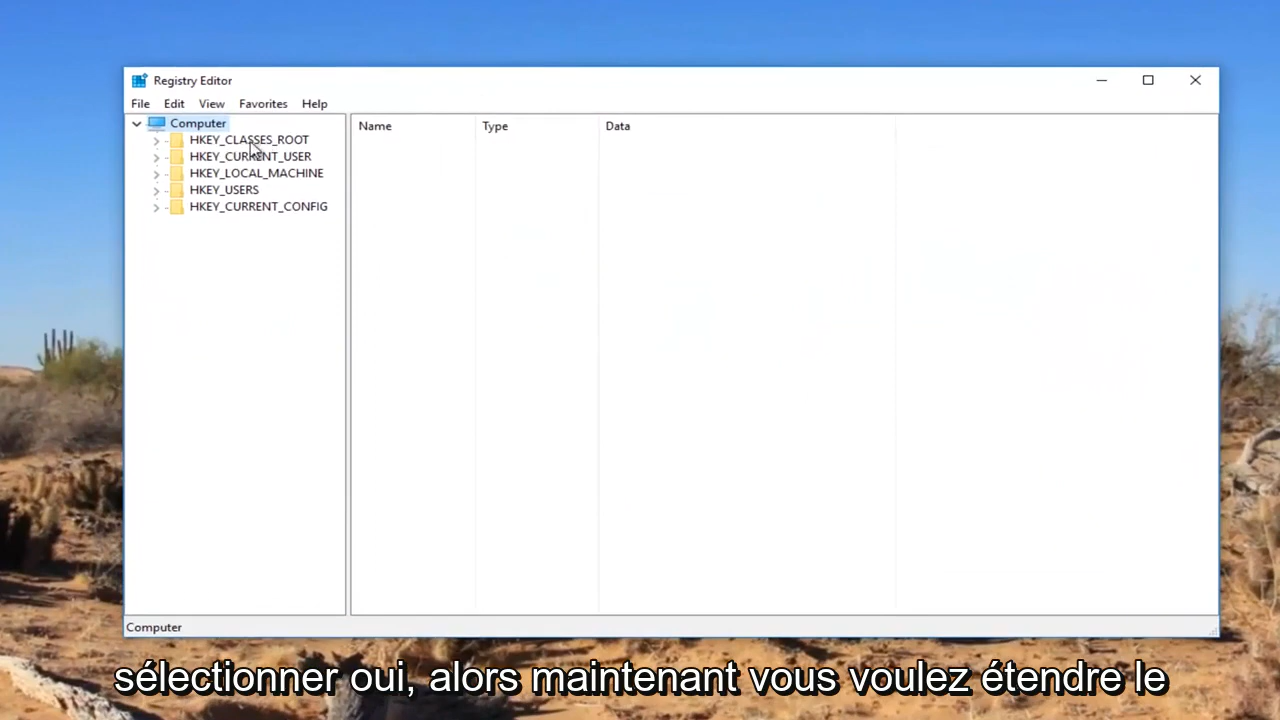 Registry Editor
File Edit View Favorites Help
Computer
HKEY_CLASSES_ROOT
HKEY_CURRENT_USER
HKEY_LOCAL_MACHINE
HKEY_USERS
HKEY_CURRENT_CONFIG
Name Type Data
Computer
sélectionner oui, alors maintenant vous voulez étendre le